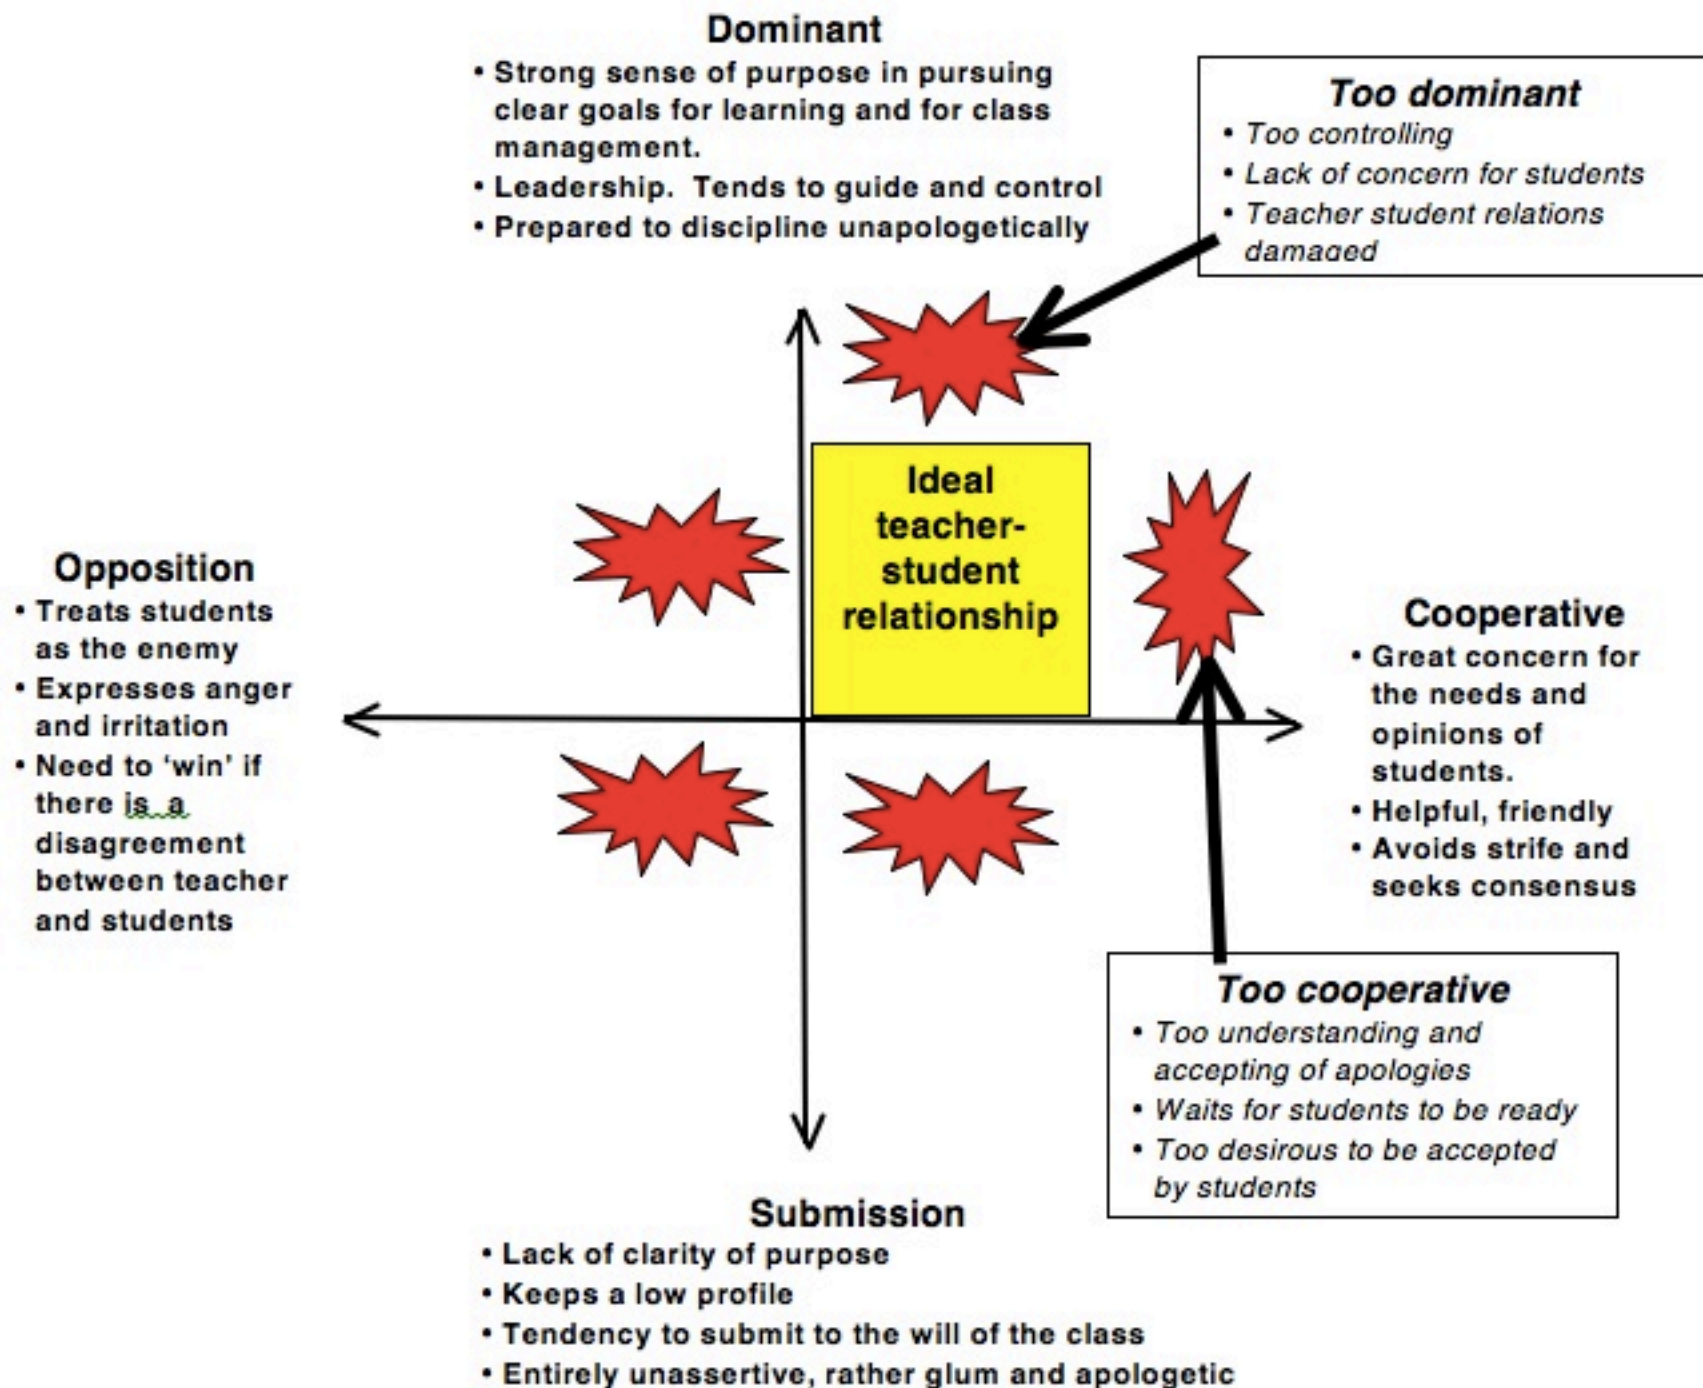 Dominant
• Strong sense of purpose in pursuing
clear goals for learning and for class
management.
• Leadership. Tends to guide and control
• Prepared to discipline unapologetically
Too dominant
• Too controlling
• Lack of concern for students
• Teacher student relations
damaged
Ideal
teacher-
student
relationship
Opposition
• Treats students
as the enemy
• Expresses anger
and irritation
• Need to ‘win’ if
there is a
disagreement
between teacher
and students
Cooperative
• Great concern for
the needs and
opinions of
students.
• Helpful, friendly
• Avoids strife and
seeks consensus
Too cooperative
• Too understanding and
accepting of apologies
• Waits for students to be ready
• Too desirous to be accepted
by students
Submission
• Lack of clarity of purpose
• Keeps a low profile
• Tendency to submit to the will of the class
• Entirely unassertive, rather glum and apologetic